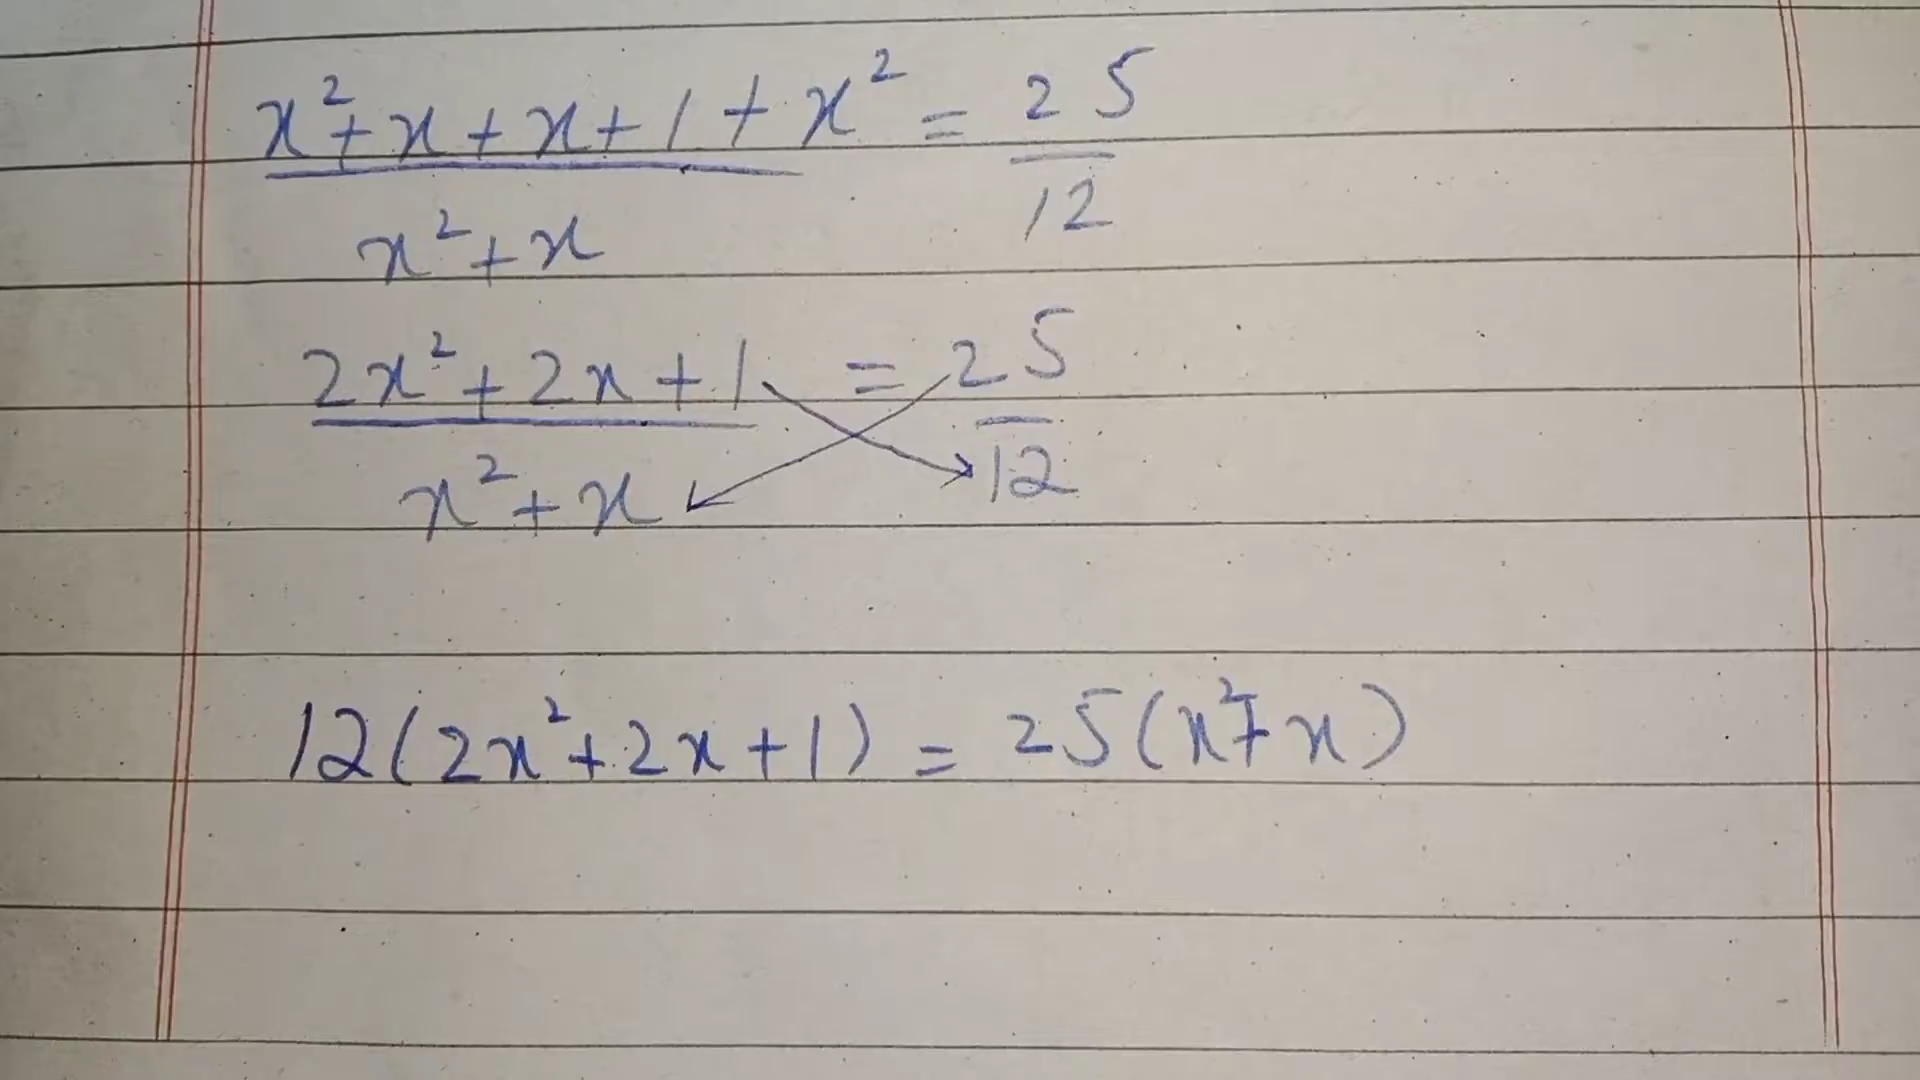 x²+x+x+1+x² = 25
x²+x 12
2x²+2x+1 = 25
x²+x 12
12(2x²+2x+1) = 25(x²+x)